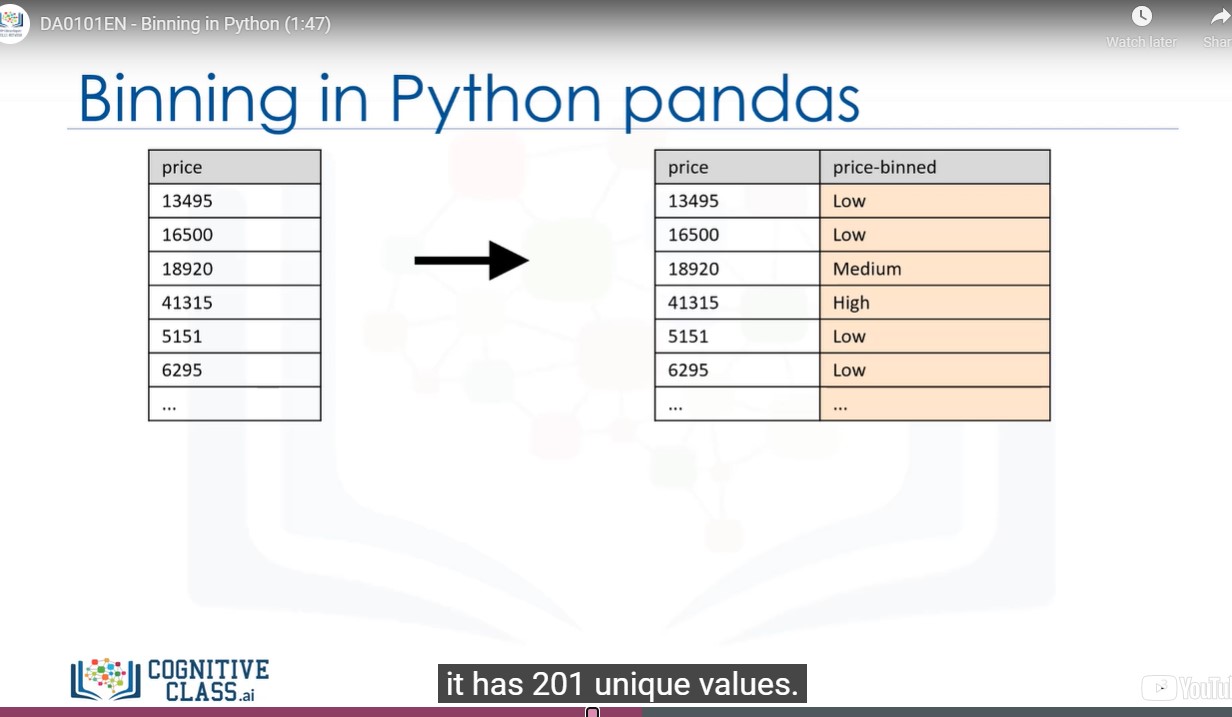 DA0101EN - Binning in Python (1:47)
Watch later
Binning in Python pandas
price
13495
16500
18920
41315
5151
6295
...
price price-binned
13495 Low
16500 Low
18920 Medium
41315 High
5151 Low
6295 Low
... ...
COGNITIVE
CLASS.ai
it has 201 unique values.